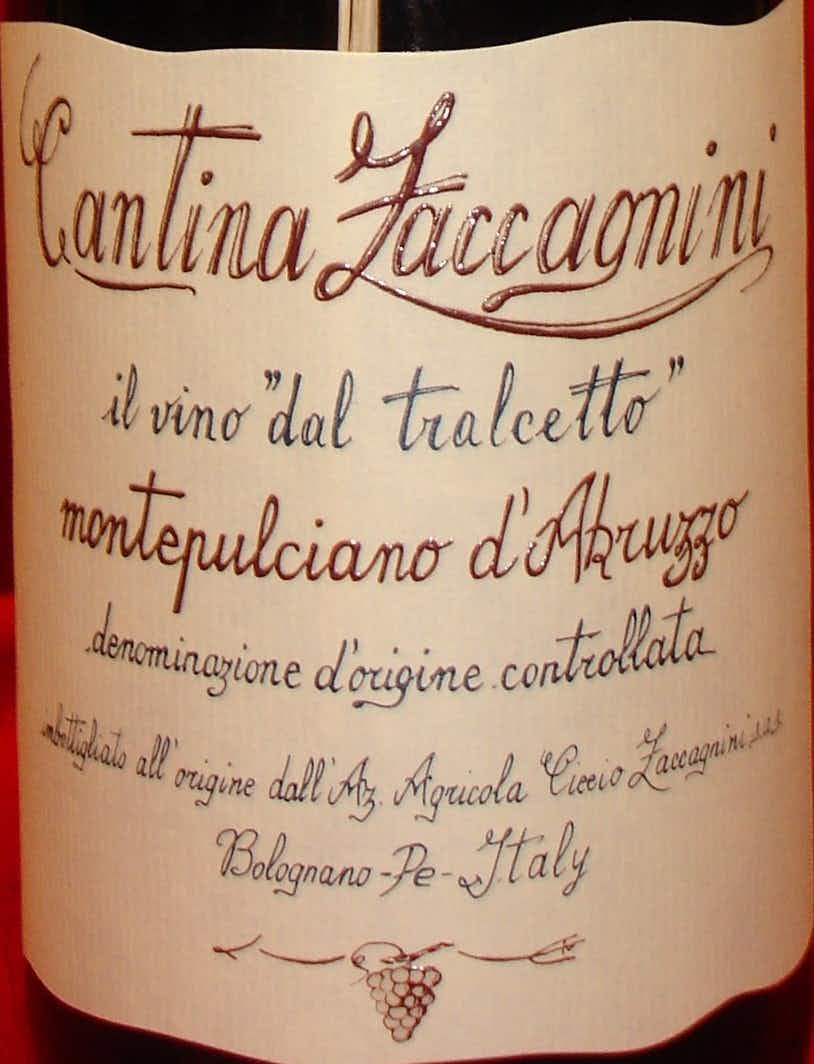 Cantina Zaccagnini
il vino "dal tralcetto"
montepulciano d'Abruzzo
denominazione d'origine controllata
imbottigliato all'origine dall'Az. Agricola Ciccio Zaccagnini s.a.s.
Bolognano - Pe - Italy